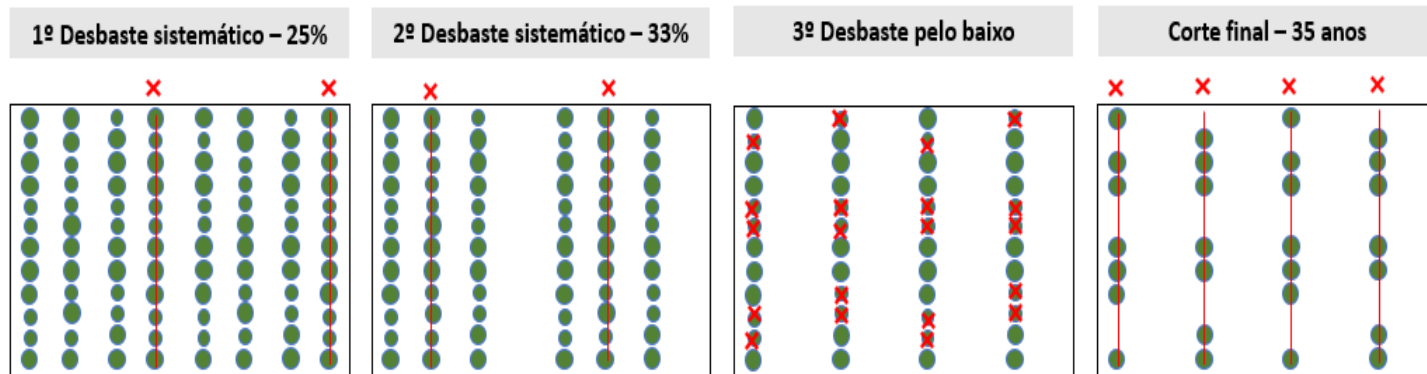 1º Desbaste sistemático – 25%
2º Desbaste sistemático – 33%
3º Desbaste pelo baixo
Corte final – 35 anos